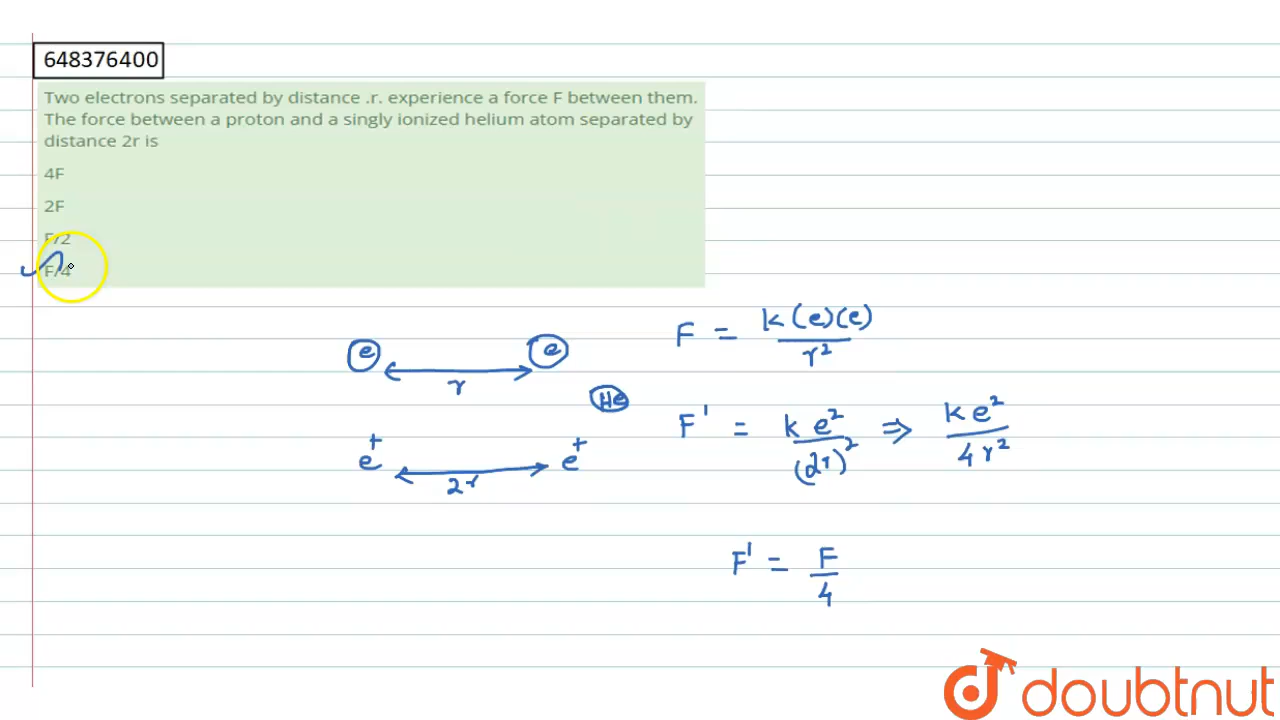 648376400
Two electrons separated by distance .r. experience a force F between them.
The force between a proton and a singly ionized helium atom separated by
distance 2r is
4F
2F
F/2
F/4
e e
r
F = k(e)(e) / r²
He
F' = ke² / (2r)² ⇒ ke² / 4r²
e⁺ e⁺
2r
F' = F / 4
doubtnut